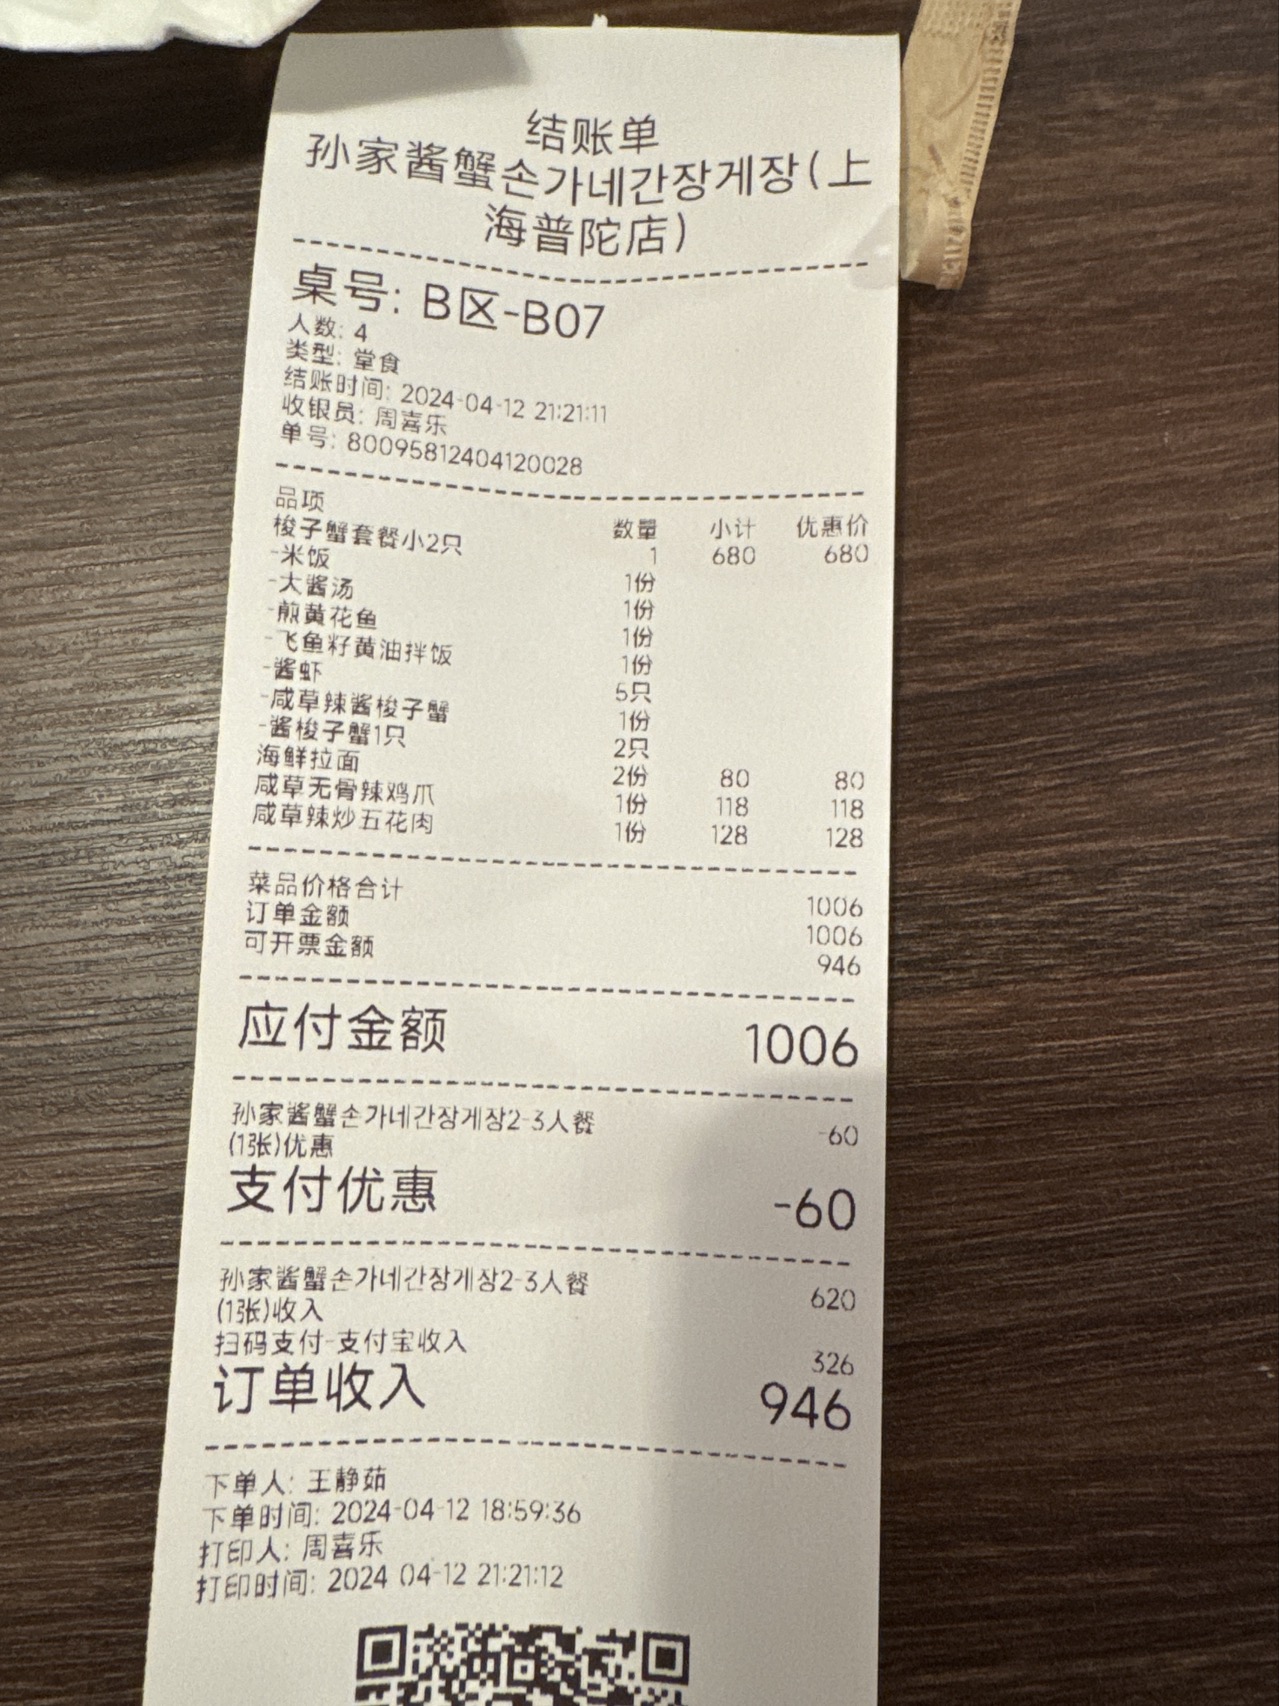 结账单
孙家酱蟹손가네간장게장(上
海普陀店)
桌号: B区-B07
人数: 4
类型: 堂食
结账时间: 2024-04-12 21:21:11
收银员: 周喜乐
单号: 80095812404120028
品项 数量 小计 优惠价
梭子蟹套餐小2只 1 680 680
-米饭 1份
-大酱汤 1份
-煎黄花鱼 1份
-飞鱼籽黄油拌饭 1份
-酱虾 5只
-咸草辣酱梭子蟹 1份
-酱梭子蟹1只 2只
海鲜拉面 2份 80 80
咸草无骨辣鸡爪 1份 118 118
咸草辣炒五花肉 1份 128 128
菜品价格合计 1006
订单金额 1006
可开票金额 946
应付金额 1006
孙家酱蟹손가네간장게장2-3人餐 -60
(1张)优惠
支付优惠 -60
孙家酱蟹손가네간장게장2-3人餐 620
(1张)收入
扫码支付-支付宝收入 326
订单收入 946
下单人: 王静茹
下单时间: 2024-04-12 18:59:36
打印人: 周喜乐
打印时间: 2024-04-12 21:21:12